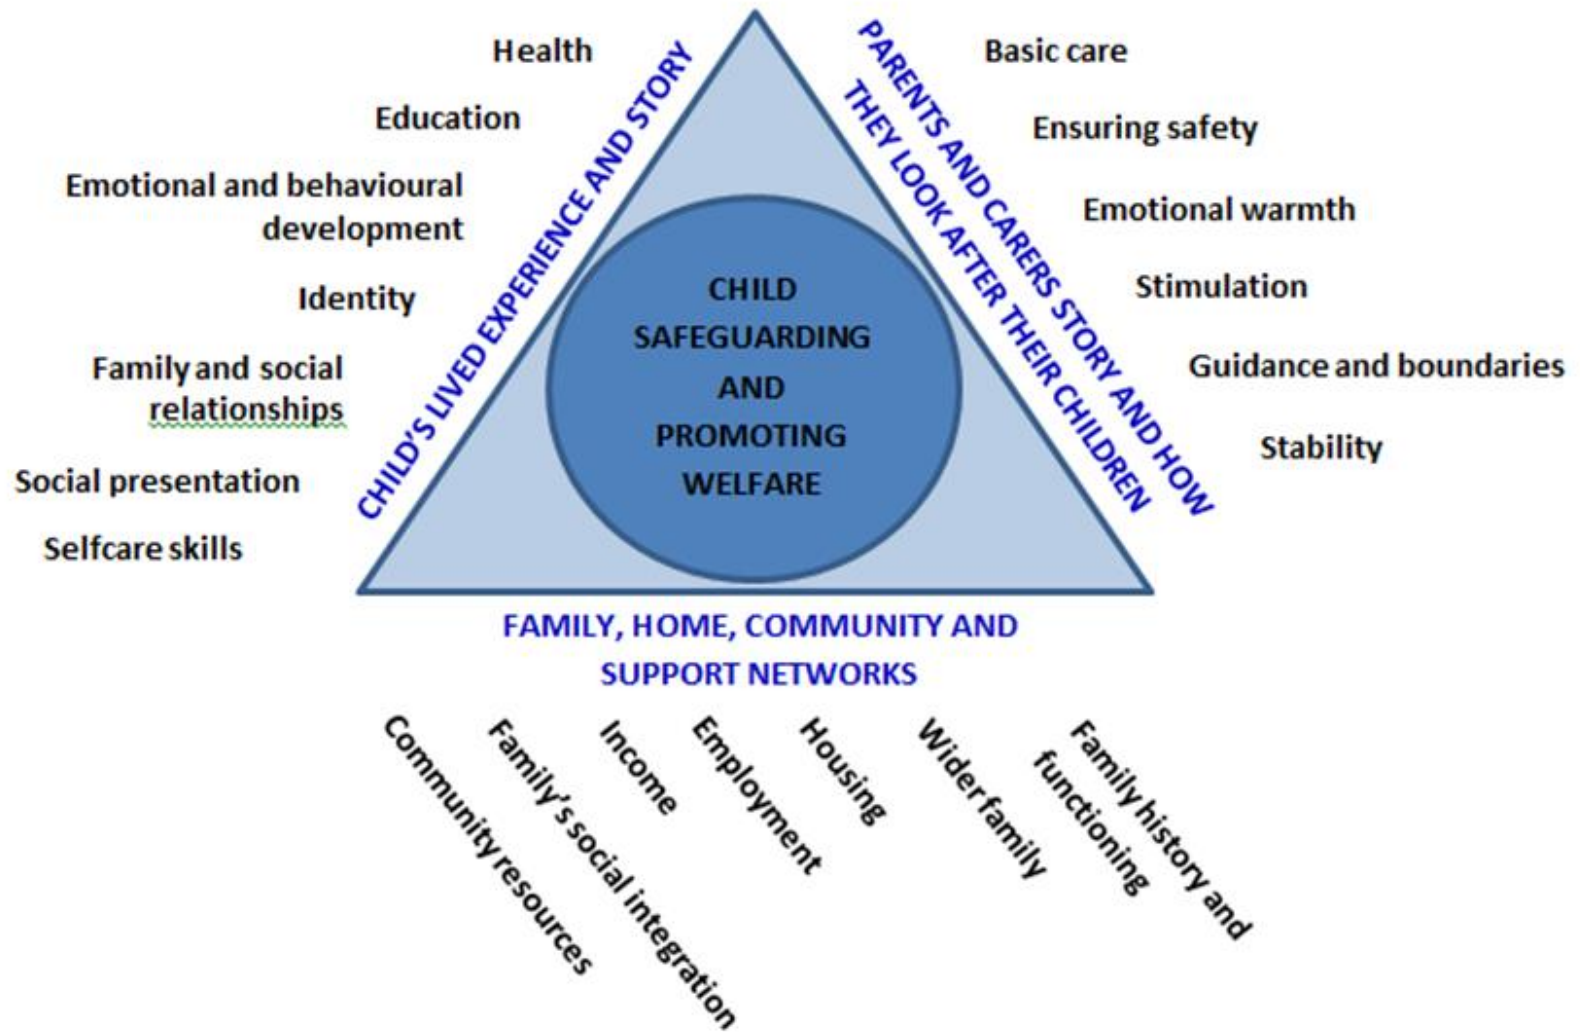 Health
Education
Emotional and behavioural
development
Identity
Family and social
relationships
Social presentation
Selfcare skills
CHILD'S LIVED EXPERIENCE AND STORY
CHILD
SAFEGUARDING
AND
PROMOTING
WELFARE
PARENTS AND CARERS STORY AND HOW
THEY LOOK AFTER THEIR CHILDREN
Basic care
Ensuring safety
Emotional warmth
Stimulation
Guidance and boundaries
Stability
FAMILY, HOME, COMMUNITY AND
SUPPORT NETWORKS
Community resources
Family's social integration
Income
Employment
Housing
Wider family
Family history and
functioning